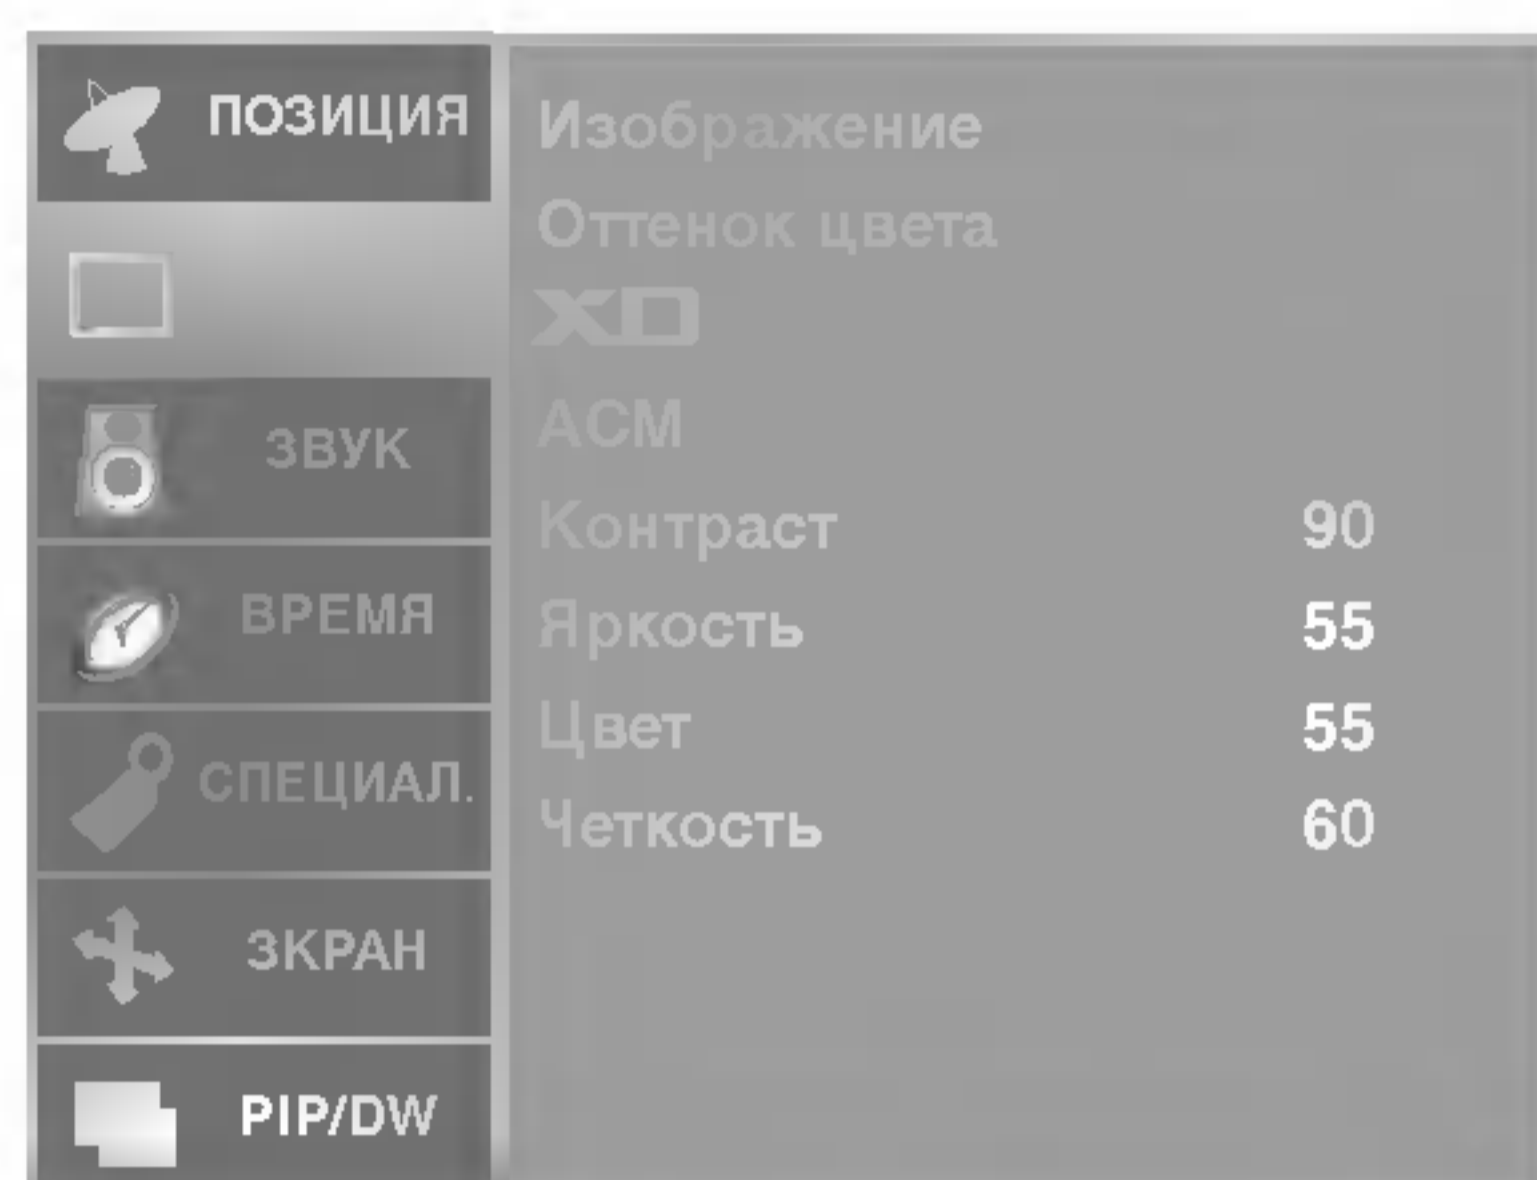 ПОЗИЦИЯ
ЗВУК
ВРЕМЯ
СПЕЦИАЛ.
ЗКРАН
PIP/DW
Изображение
Оттенок цвета
XD
ACM
Контраст 90
Яркость 55
Цвет 55
Четкость 60